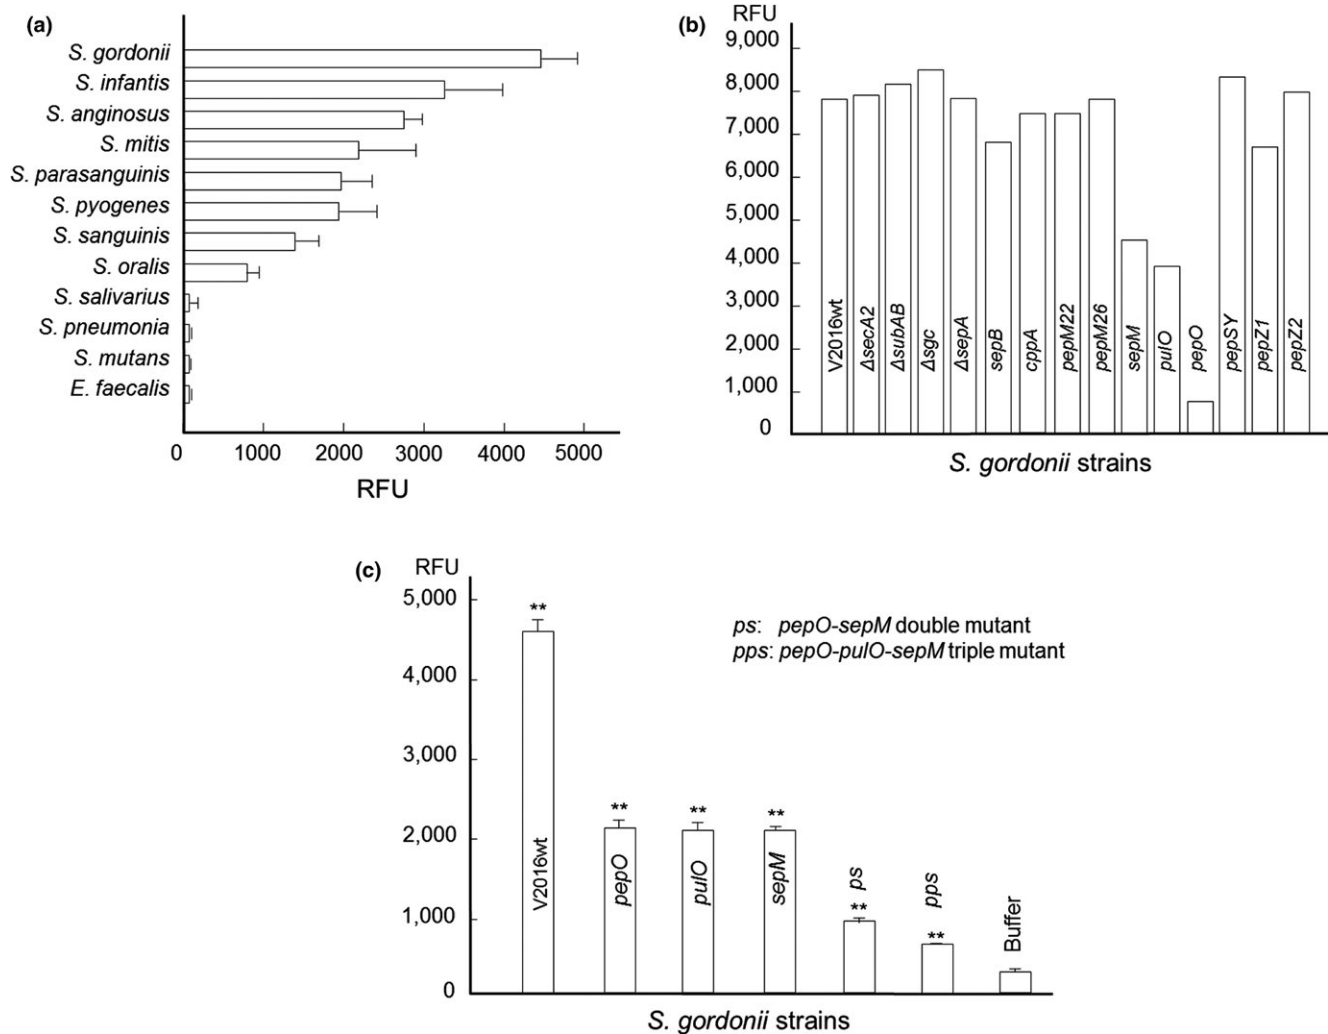 (a)
S. gordonii
S. infantis
S. anginosus
S. mitis
S. parasanguinis
S. pyogenes
S. sanguinis
S. oralis
S. salivarius
S. pneumonia
S. mutans
E. faecalis
0 1000 2000 3000 4000 5000
RFU
(b)
RFU
9,000
8,000
7,000
6,000
5,000
4,000
3,000
2,000
1,000
0
V2016wt
ΔsecA2
ΔsubAB
Δsgc
ΔsepA
sepB
cppA
pepM22
pepM26
sepM
pulO
pepO
pepSY
pepZ1
pepZ2
S. gordonii strains
(c)
RFU
5,000
4,000
3,000
2,000
1,000
0
ps: pepO-sepM double mutant
pps: pepO-pulO-sepM triple mutant
**
V2016wt
**
pepO
**
pulO
**
sepM
ps
**
pps
**
Buffer
S. gordonii strains